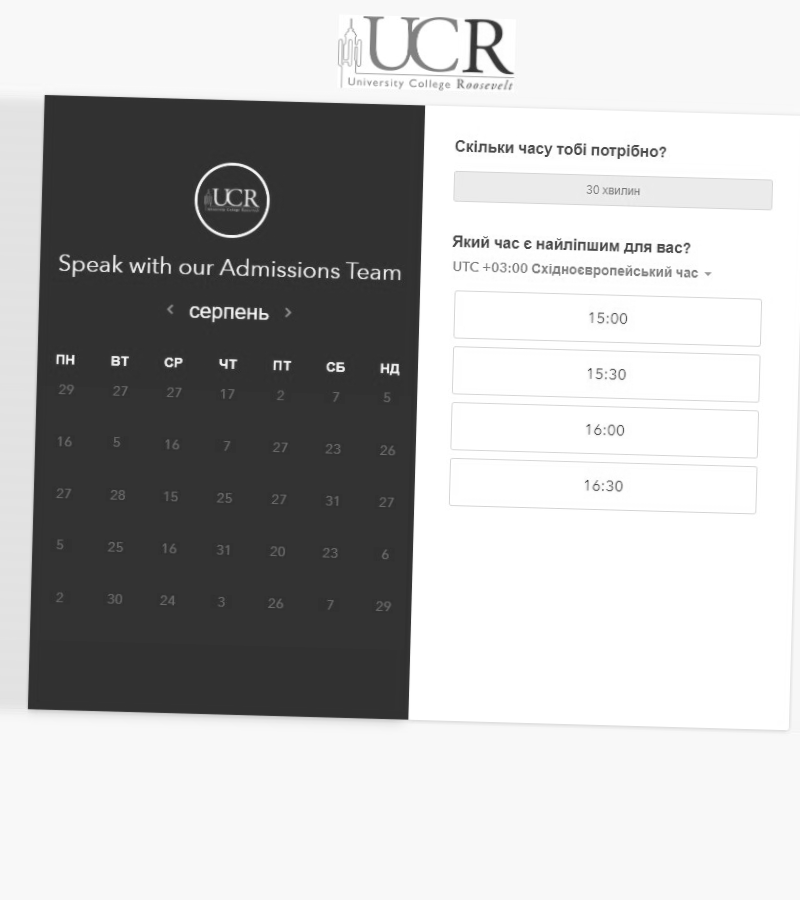 UCR
University College Roosevelt
UCR
Speak with our Admissions Team
серпень
ПН ВТ СР ЧТ ПТ СБ НД
29 27 27 17 2 7 5
16 5 16 7 27 23 26
27 28 15 25 27 31 27
5 25 16 31 20 23 6
2 30 24 3 26 7 29
Скільки часу тобі потрібно?
30 хвилин
Який час є найліпшим для вас?
UTC +03:00 Східноєвропейський час
15:00
15:30
16:00
16:30